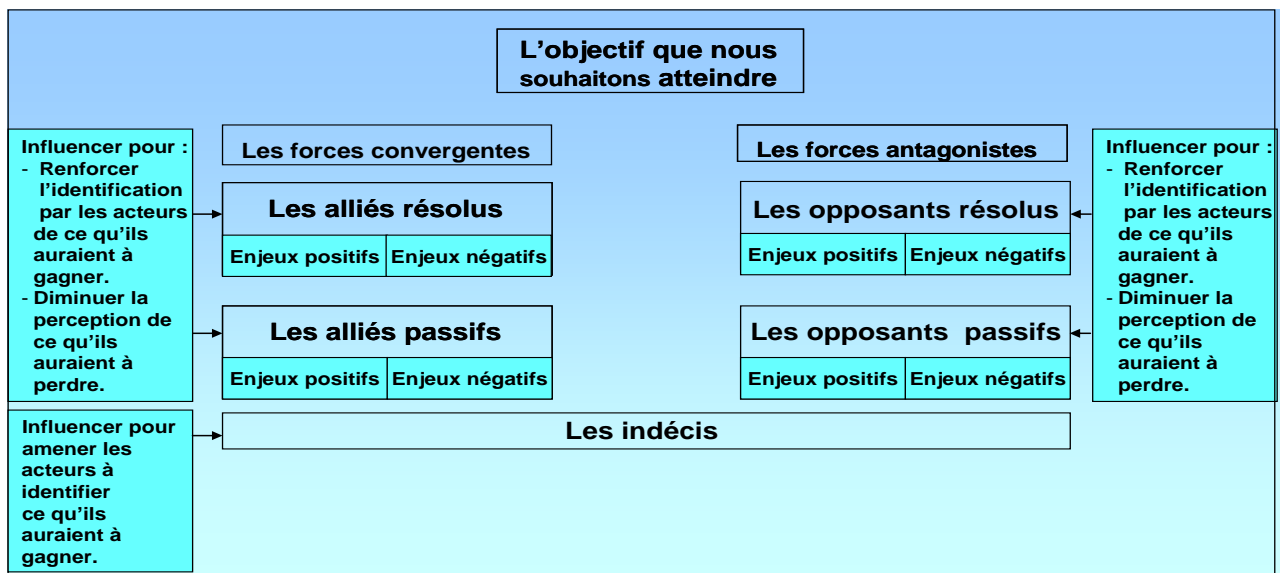 L'objectif que nous
souhaitons atteindre
Influencer pour :
- Renforcer
l'identification
par les acteurs
de ce qu'ils
auraient à
gagner.
- Diminuer la
perception de
ce qu'ils
auraient à
perdre.
Les forces convergentes
Les alliés résolus
Enjeux positifs Enjeux négatifs
Les alliés passifs
Enjeux positifs Enjeux négatifs
Les forces antagonistes
Les opposants résolus
Enjeux positifs Enjeux négatifs
Les opposants passifs
Enjeux positifs Enjeux négatifs
Influencer pour :
- Renforcer
l'identification
par les acteurs
de ce qu'ils
auraient à
gagner.
- Diminuer la
perception de
ce qu'ils
auraient à
perdre.
Influencer pour
amener les
acteurs à
identifier
ce qu'ils
auraient à
gagner.
Les indécis